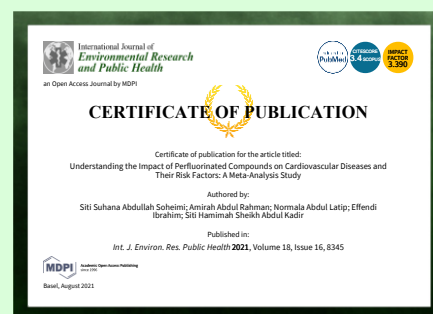 International Journal of
Environmental Research
and Public Health
an Open Access Journal by MDPI
PubMed
CITESCORE
3.4 SCOPUS
IMPACT
FACTOR
3.390
CERTIFICATE OF PUBLICATION
Certificate of publication for the article titled:
Understanding the Impact of Perfluorinated Compounds on Cardiovascular Diseases and
Their Risk Factors: A Meta-Analysis Study
Authored by:
Siti Suhana Abdullah Soheimi; Amirah Abdul Rahman; Normala Abdul Latip; Effendi
Ibrahim; Siti Hamimah Sheikh Abdul Kadir
Published in:
Int. J. Environ. Res. Public Health 2021, Volume 18, Issue 16, 8345
MDPI
Academic Open Access Publishing
since 1996
Basel, August 2021